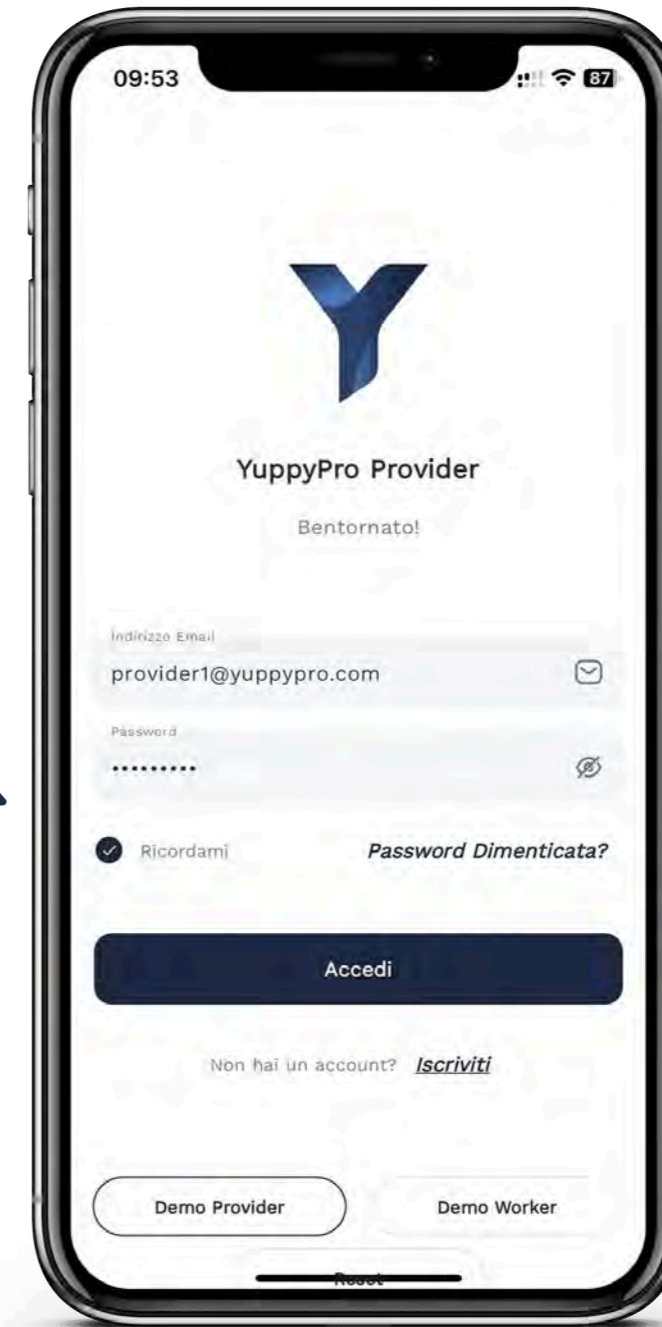 09:53
87
YuppyPro Provider
Bentornato!
Indirizzo Email
provider1@yuppypro.com
Password
•••••••••
Ricordami
Password Dimenticata?
Accedi
Non hai un account? Iscriviti
Demo Provider
Demo Worker
Reset